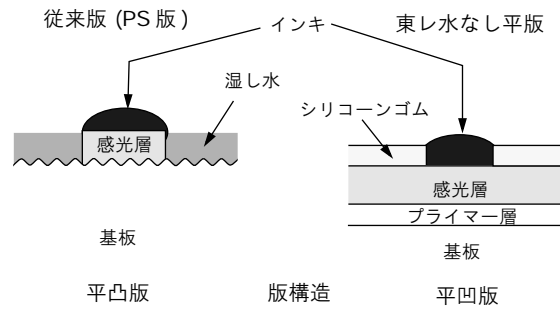 従来版 (PS 版 )
インキ
東レ水なし平版
湿し水
シリコーンゴム
感光層
感光層
プライマー層
基板
基板
平凸版
版構造
平凹版